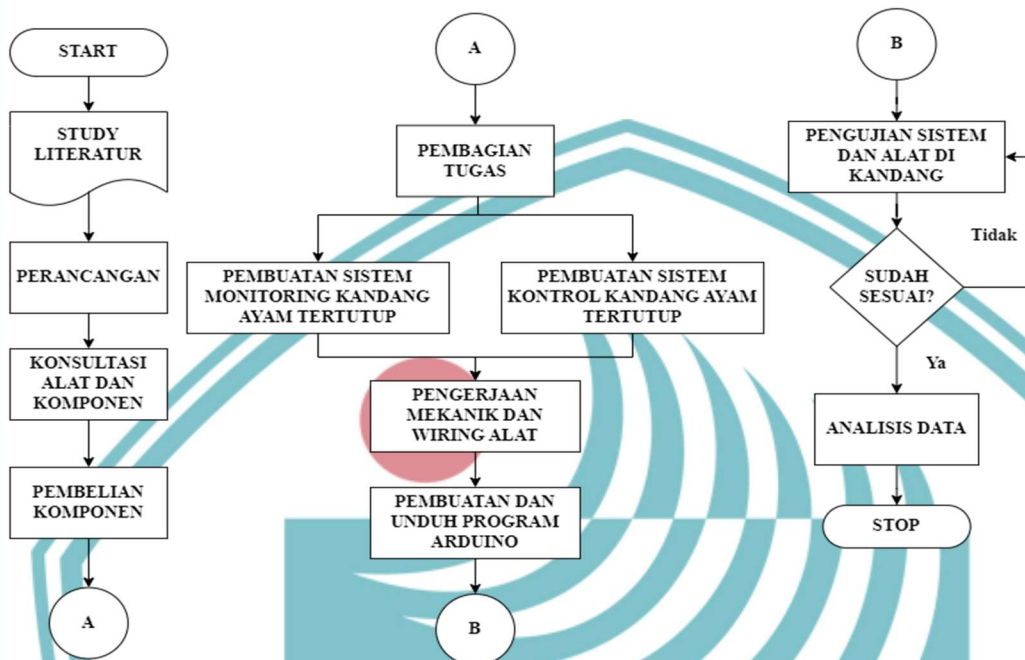 START
STUDY
LITERATUR
PERANCANGAN
KONSULTASI
ALAT DAN
KOMPONEN
PEMBELIAN
KOMPONEN
A
A
PEMBAGIAN
TUGAS
PEMBUATAN SISTEM
MONITORING KANDANG
AYAM TERTUTUP
PEMBUATAN SISTEM
KONTROL KANDANG AYAM
TERTUTUP
PENGERJAAN
MEKANIK DAN
WIRING ALAT
PEMBUATAN DAN
UNDUH PROGRAM
ARDUINO
B
B
PENGUJIAN SISTEM
DAN ALAT DI
KANDANG
Tidak
SUDAH
SESUAI?
Ya
ANALISIS DATA
STOP